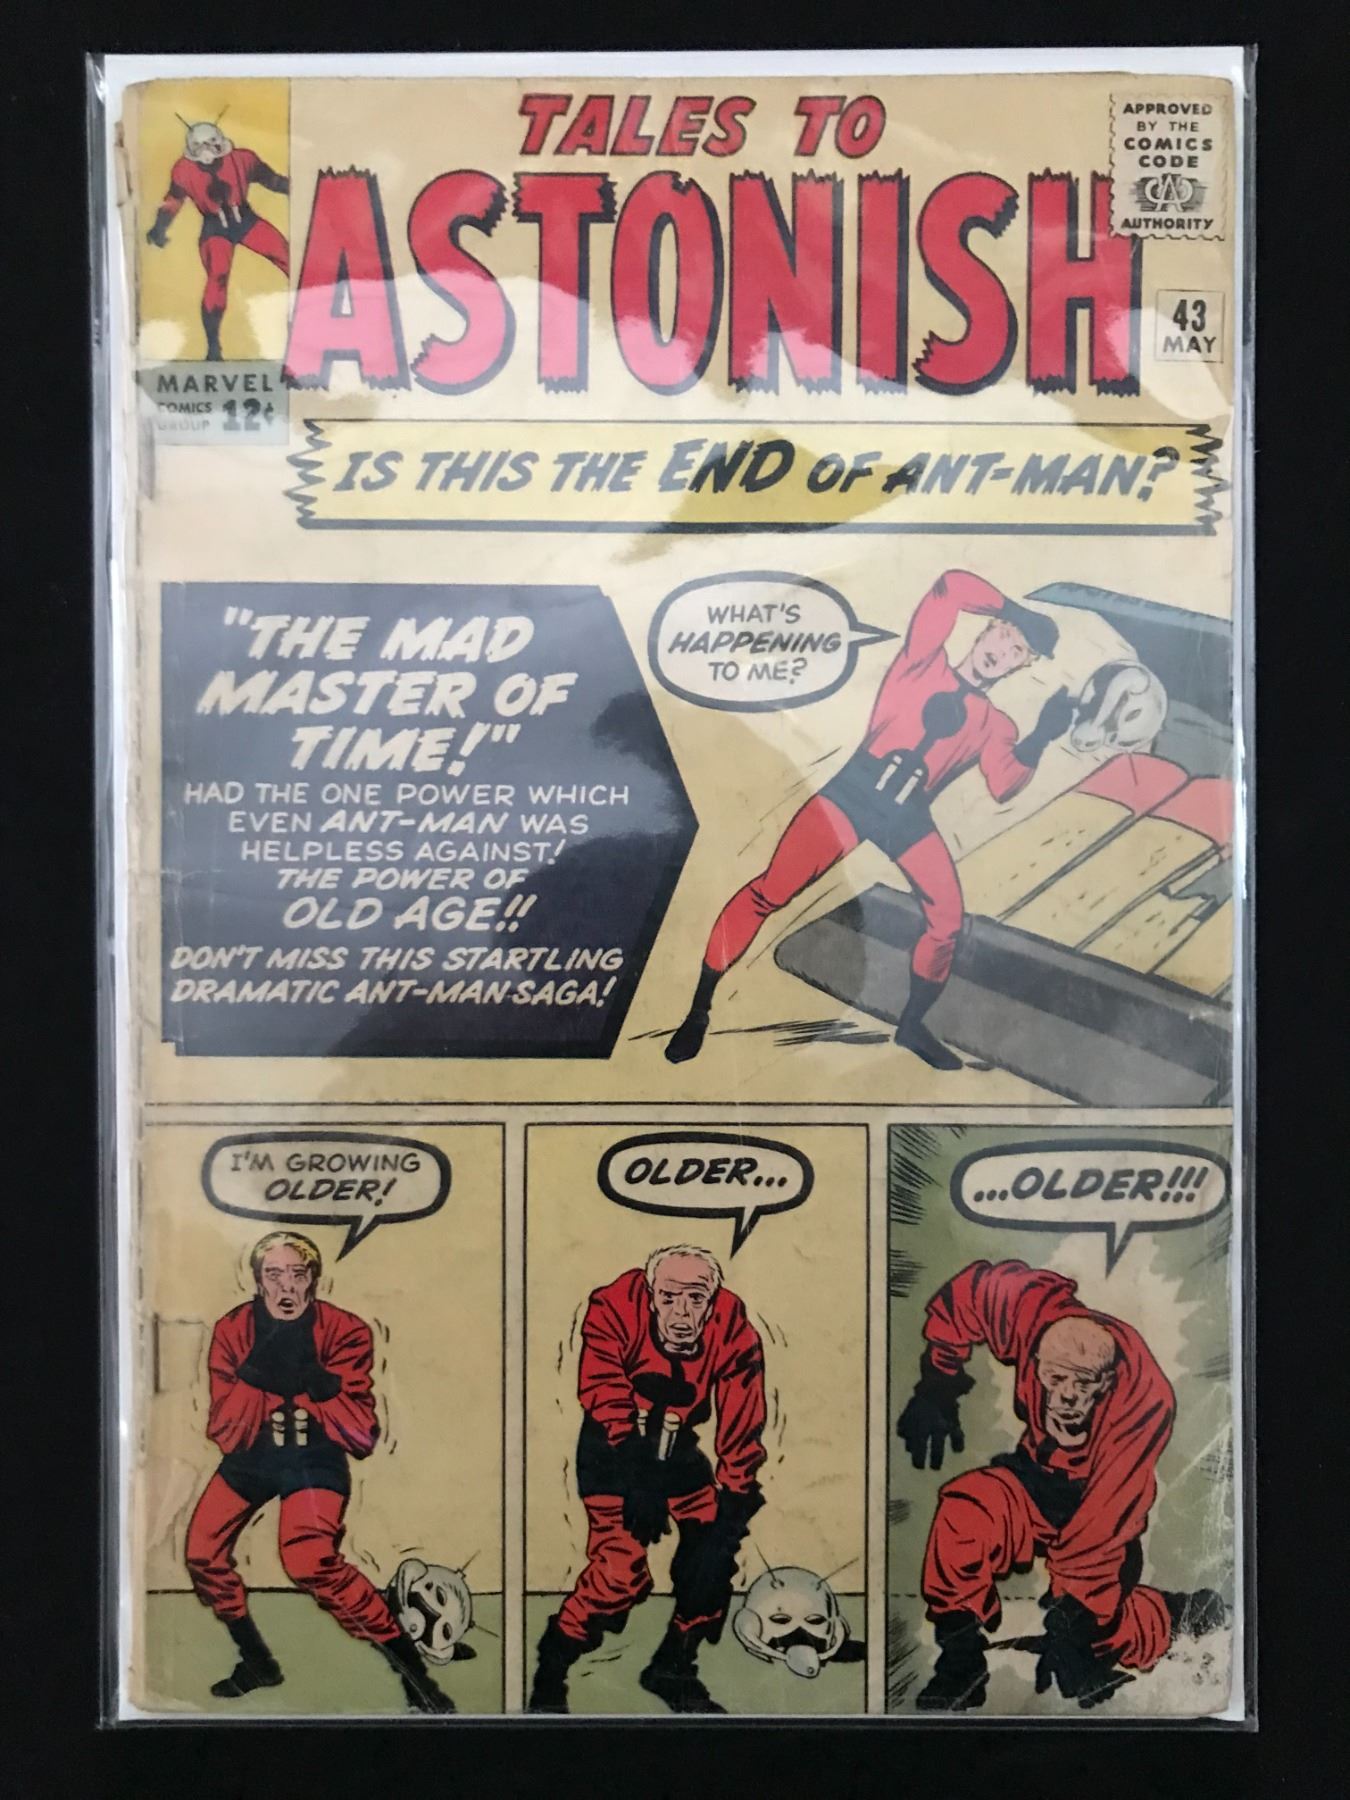 TALES TO
ASTONISH
APPROVED
BY THE
COMICS
CODE
CA
AUTHORITY
43
MAY
MARVEL
COMICS
GROUP
12¢
IS THIS THE END OF ANT-MAN?
"THE MAD
MASTER OF
TIME!"
HAD THE ONE POWER WHICH
EVEN ANT-MAN WAS
HELPLESS AGAINST!
THE POWER OF
OLD AGE!!
DON'T MISS THIS STARTLING
DRAMATIC ANT-MAN SAGA!
WHAT'S
HAPPENING
TO ME?
I'M GROWING
OLDER!
OLDER...
...OLDER!!!